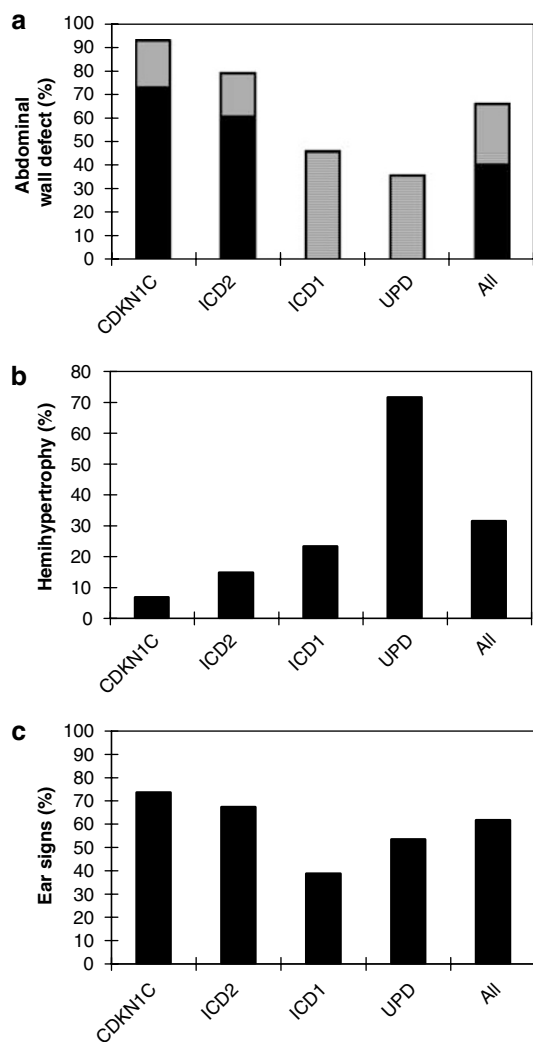 a
Abdominal
wall defect (%)
100
90
80
70
60
50
40
30
20
10
0
CDKN1C
ICD2
ICD1
UPD
All
b
Hemihypertrophy (%)
80
70
60
50
40
30
20
10
0
CDKN1C
ICD2
ICD1
UPD
All
c
Ear signs (%)
100
90
80
70
60
50
40
30
20
10
0
CDKN1C
ICD2
ICD1
UPD
All